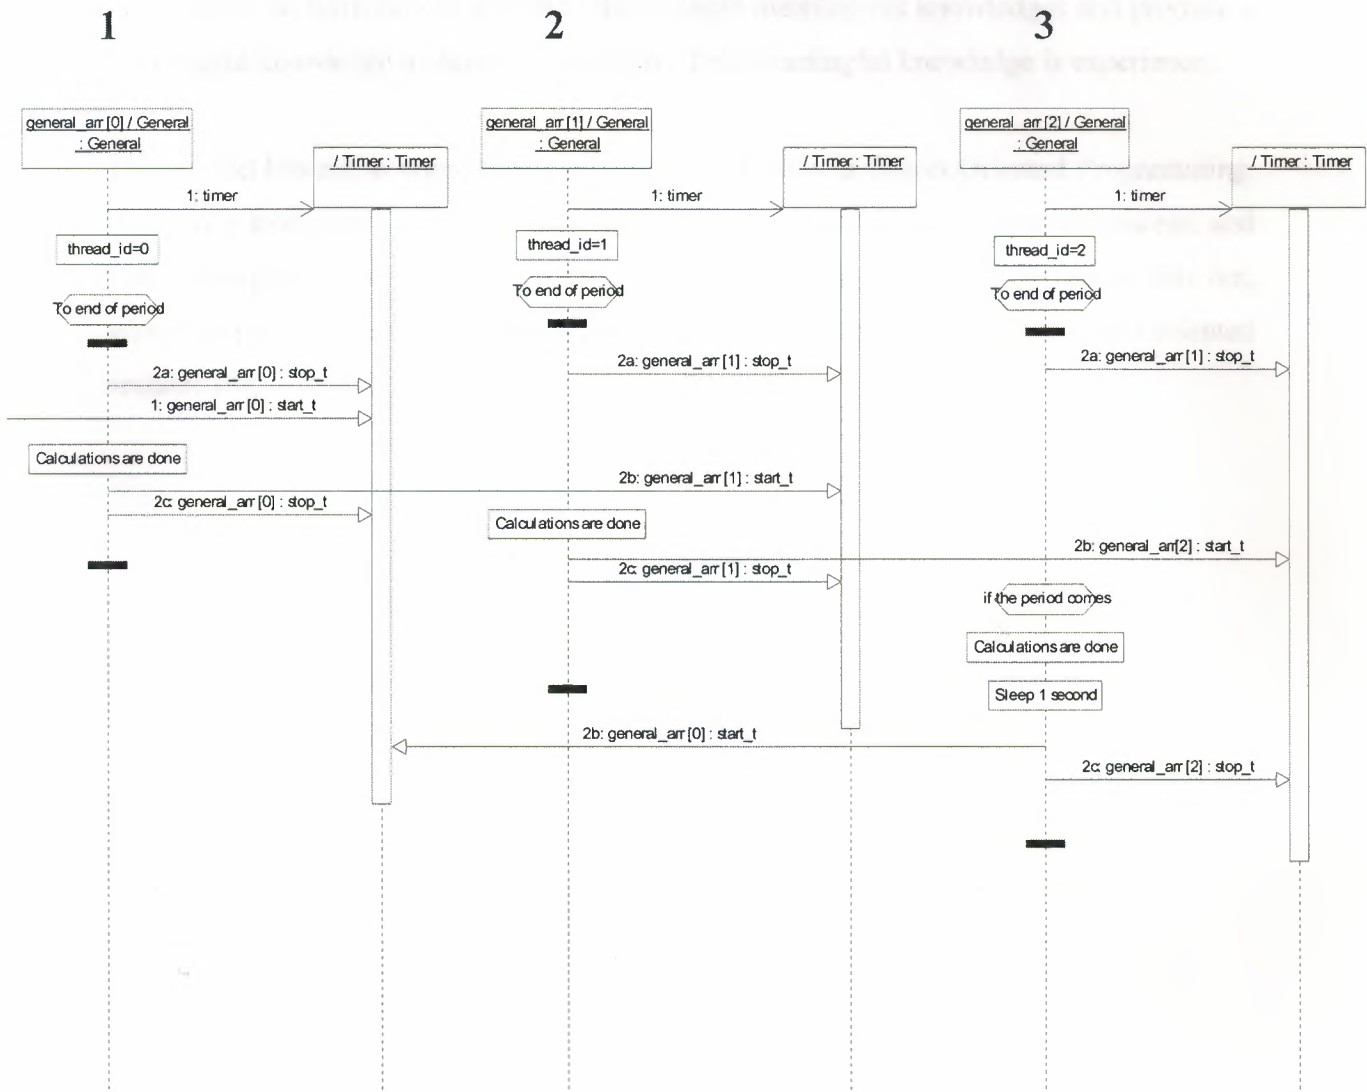 1 2 3
general_arr[0] / General
: General
/ Timer : Timer
general_arr[1] / General
: General
/ Timer : Timer
general_arr[2] / General
: General
/ Timer : Timer
1: timer
1: timer
1: timer
thread_id=0
thread_id=1
thread_id=2
To end of period
To end of period
To end of period
2a: general_arr[0] : stop_t
2a: general_arr[1] : stop_t
2a: general_arr[1] : stop_t
1: general_arr[0] : start_t
Calculations are done
2b: general_arr[1] : start_t
2c: general_arr[0] : stop_t
Calculations are done
2b: general_arr[2] : start_t
2c: general_arr[1] : stop_t
if the period comes
Calculations are done
Sleep 1 second
2b: general_arr[0] : start_t
2c: general_arr[2] : stop_t